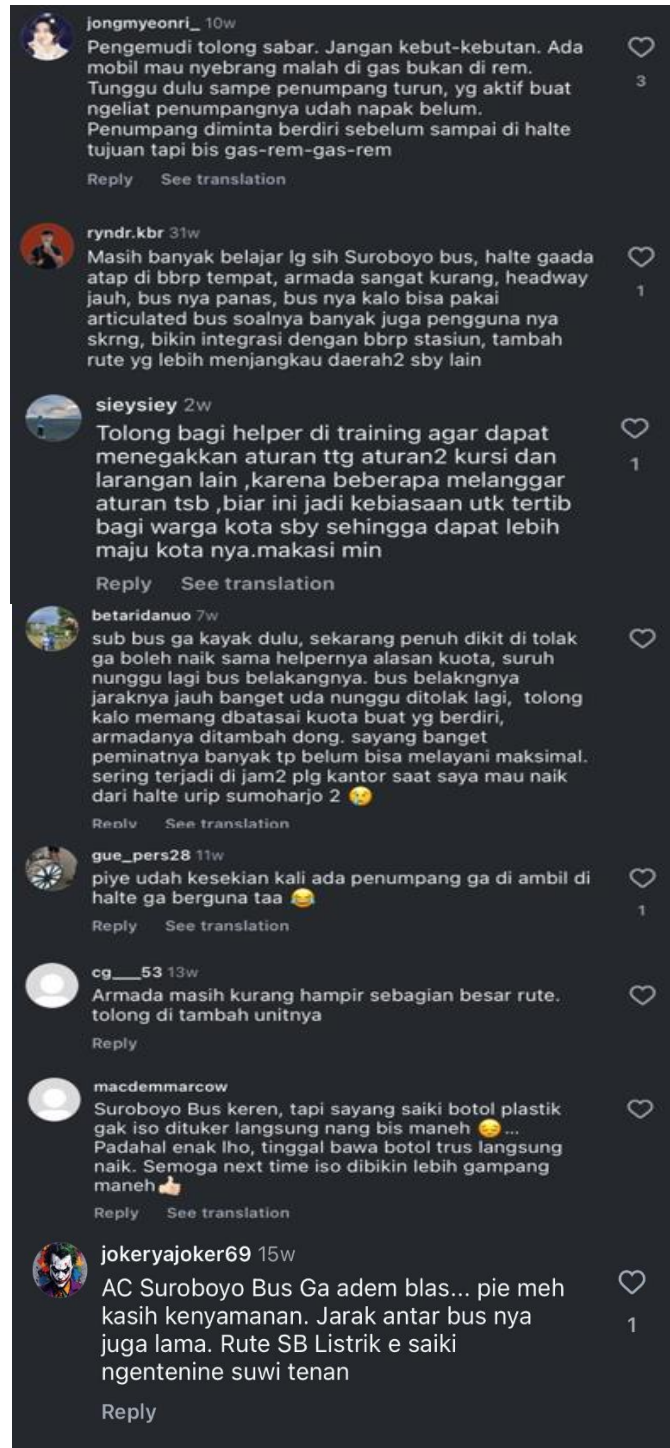 jongmyeonri_ 10w
Pengemudi tolong sabar. Jangan kebut-kebutan. Ada
mobil mau nyebrang malah di gas bukan di rem.
Tunggu dulu sampe penumpang turun, yg aktif buat
ngeliat penumpangnya udah napak belum.
Penumpang diminta berdiri sebelum sampai di halte
tujuan tapi bis gas-rem-gas-rem
3
Reply See translation
ryndr.kbr 31w
Masih banyak belajar lg sih Suroboyo bus, halte gaada
atap di bbrp tempat, armada sangat kurang, headway
jauh, bus nya panas, bus nya kalo bisa pakai
articulated bus soalnya banyak juga pengguna nya
skrng, bikin integrasi dengan bbrp stasiun, tambah
rute yg lebih menjangkau daerah2 sby lain
1
sieysiey 2w
Tolong bagi helper di training agar dapat
menegakkan aturan ttg aturan2 kursi dan
larangan lain ,karena beberapa melanggar
aturan tsb ,biar ini jadi kebiasaan utk tertib
bagi warga kota sby sehingga dapat lebih
maju kota nya.makasi min
1
Reply See translation
betaridanuo 7w
sub bus ga kayak dulu, sekarang penuh dikit di tolak
ga boleh naik sama helpernya alasan kuota, suruh
nunggu lagi bus belakangnya. bus belakngnya
jaraknya jauh banget uda nunggu ditolak lagi, tolong
kalo memang dbatasai kuota buat yg berdiri,
armadanya ditambah dong. sayang banget
peminatnya banyak tp belum bisa melayani maksimal.
sering terjadi di jam2 plg kantor saat saya mau naik
dari halte urip sumoharjo 2 😢
Reply See translation
gue_pers28 11w
piye udah kesekian kali ada penumpang ga di ambil di
halte ga berguna taa 😂
1
Reply See translation
cg___53 13w
Armada masih kurang hampir sebagian besar rute.
tolong di tambah unitnya
Reply
macdemmarcow
Suroboyo Bus keren, tapi sayang saiki botol plastik
gak iso dituker langsung nang bis maneh 😔...
Padahal enak lho, tinggal bawa botol trus langsung
naik. Semoga next time iso dibikin lebih gampang
maneh👍🏻
Reply See translation
jokeryajoker69 15w
AC Suroboyo Bus Ga adem blas... pie meh
kasih kenyamanan. Jarak antar bus nya
juga lama. Rute SB Listrik e saiki
ngentenine suwi tenan
1
Reply